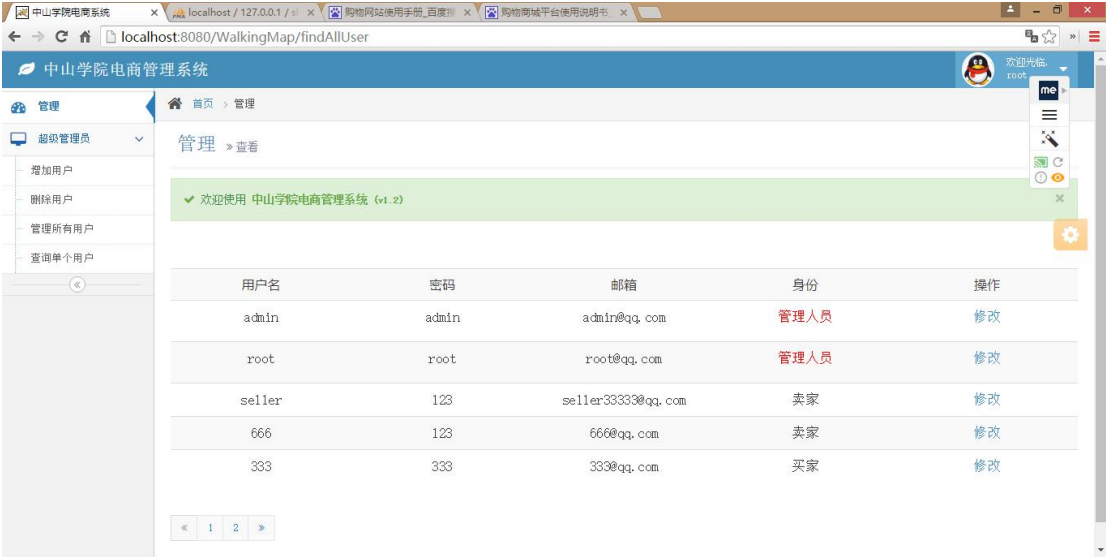 中山学院电商系统
localhost / 127.0.0.1 / sl
购物网站使用手册_百度搜
购物商城平台使用说明书_
localhost:8080/WalkingMap/findAllUser
中山学院电商管理系统
欢迎光临,
root
me
管理
首页 > 管理
超级管理员
管理 » 查看
增加用户
删除用户
✔ 欢迎使用 中山学院电商管理系统 (v1.2) ×
管理所有用户
查询单个用户
用户名 密码 邮箱 身份 操作
admin admin admin@qq.com 管理人员 修改
root root root@qq.com 管理人员 修改
seller 123 seller33333@qq.com 卖家 修改
666 123 666@qq.com 卖家 修改
333 333 333@qq.com 买家 修改
« 1 2 »